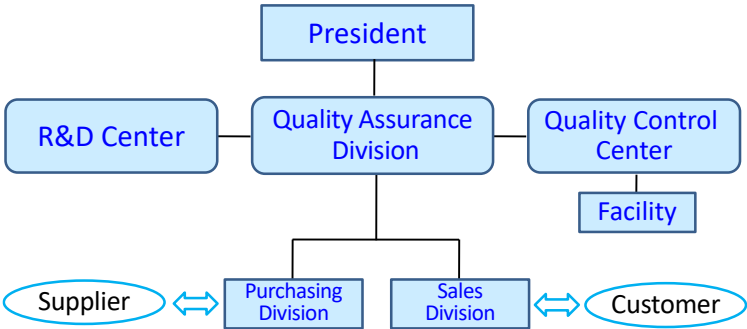 President
R&D Center
Quality Assurance
Division
Quality Control
Center
Facility
Supplier
Purchasing
Division
Sales
Division
Customer